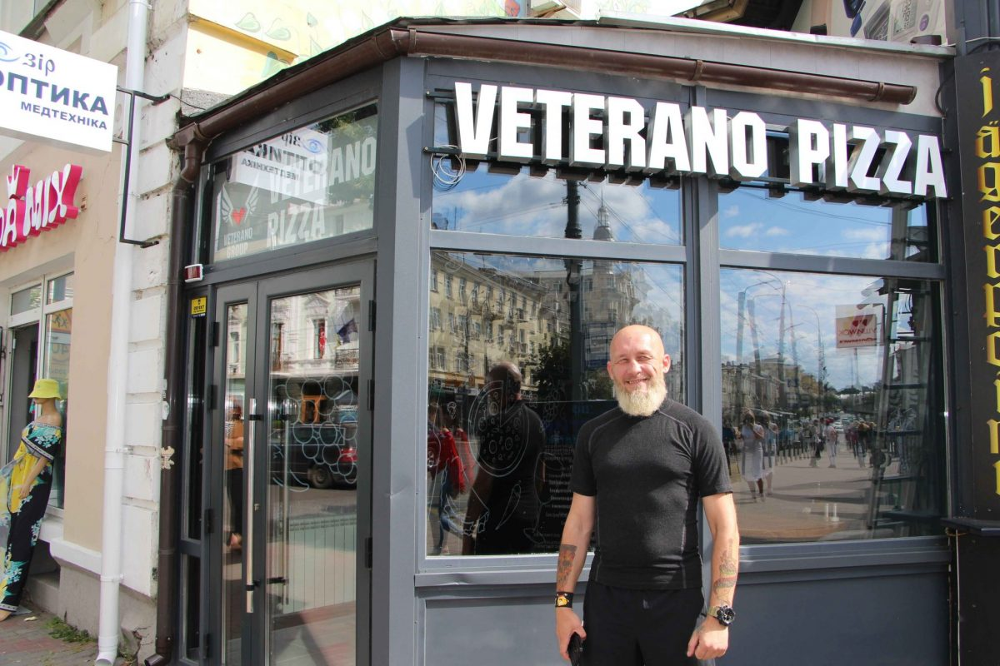 зір
ОПТИКА
МЕДТЕХНІКА
MIX
VETERANO PIZZA
VETERANO
PIZZA
VETERANO
GROUP